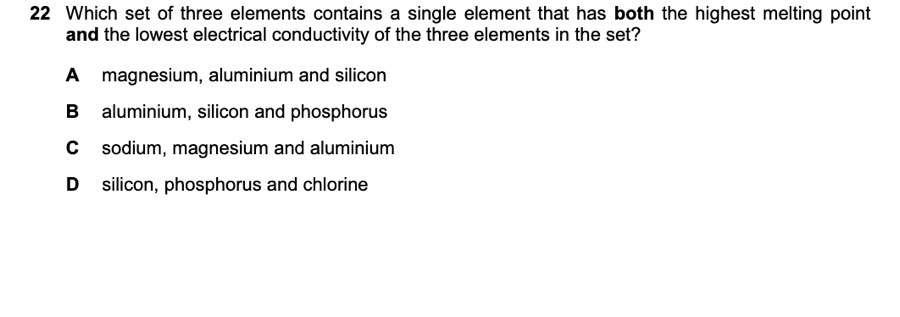 22 Which set of three elements contains a single element that has both the highest melting point
and the lowest electrical conductivity of the three elements in the set?
A magnesium, aluminium and silicon
B aluminium, silicon and phosphorus
C sodium, magnesium and aluminium
D silicon, phosphorus and chlorine